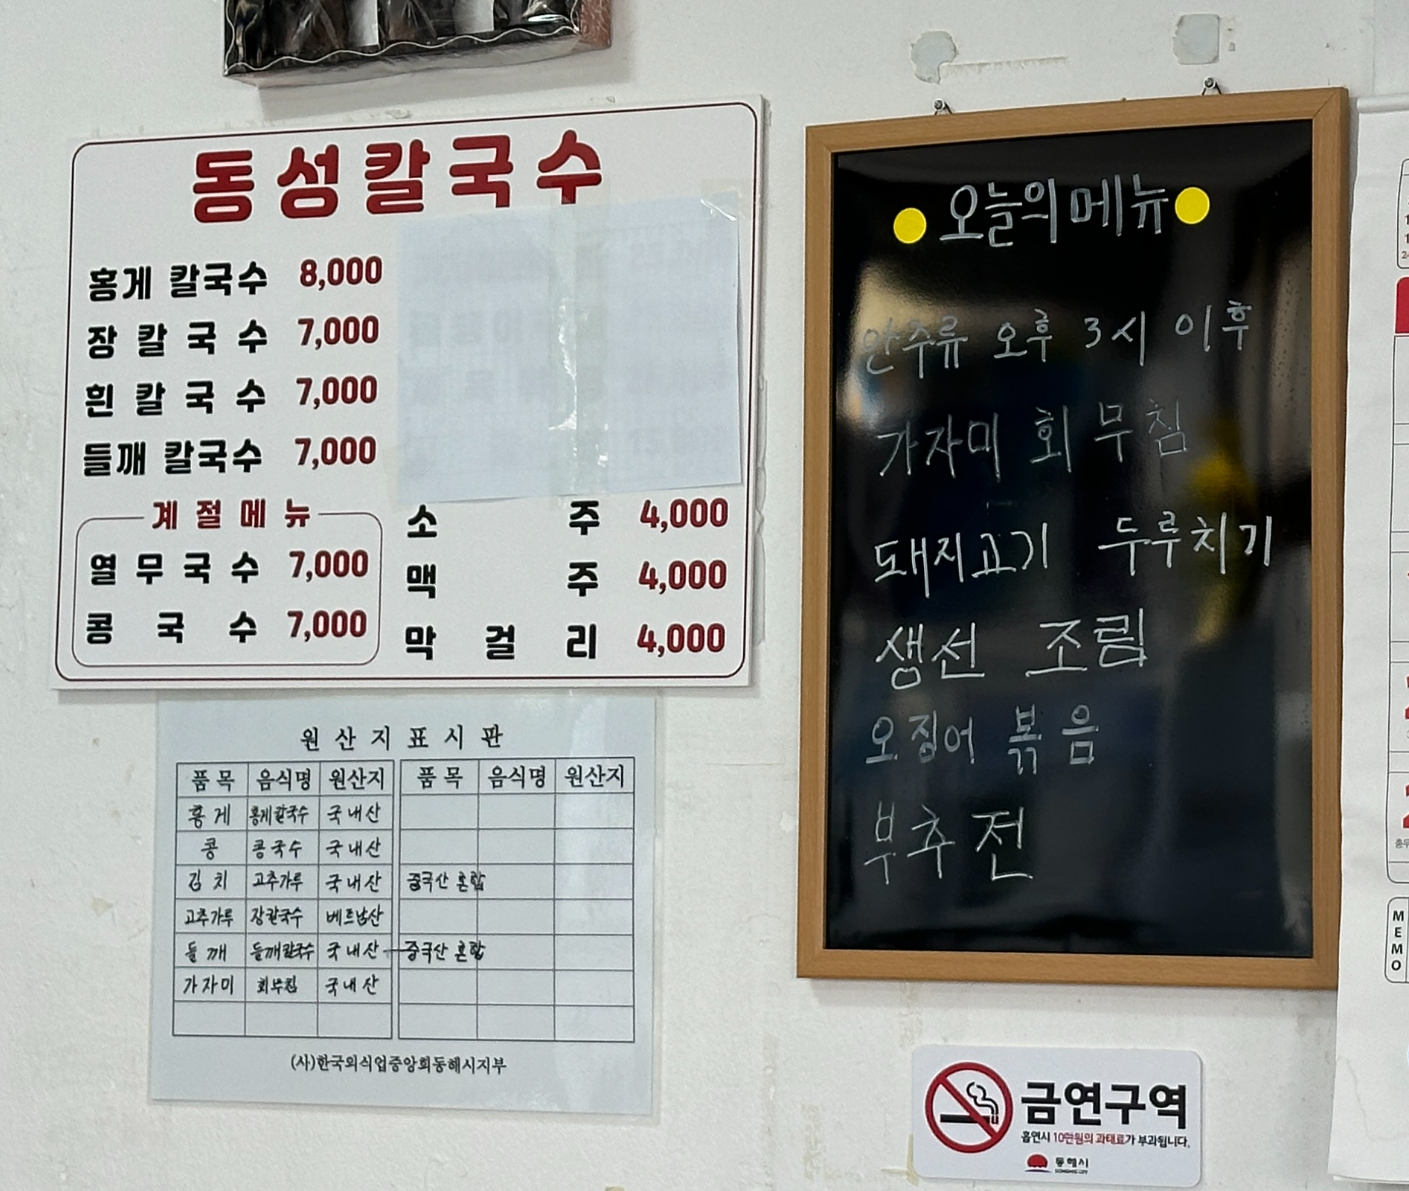 동성칼국수
홍게 칼국수 8,000
장 칼 국 수 7,000
흰 칼 국 수 7,000
들깨 칼국수 7,000
계절메뉴
열 무 국 수 7,000
콩 국 수 7,000
소 주 4,000
맥 주 4,000
막 걸 리 4,000
오늘의 메뉴
안주류 오후 3시 이후
가자미 회 무침
돼지고기 두루치기
생선 조림
오징어 볶음
부추전
원 산 지 표 시 판
품 목 음식명 원산지 품 목 음식명 원산지
홍 게 홍게칼국수 국내산
콩 콩국수 국내산
김 치 고추가루 국내산 중국산 혼합
고추가루 장칼국수 베트남산
들 깨 들깨칼국수 국내산 중국산 혼합
가자미 회무침 국내산
(사)한국외식업중앙회동해시지부
금연구역
흡연시 10만원의 과태료가 부과됩니다.
동해시
MEMO